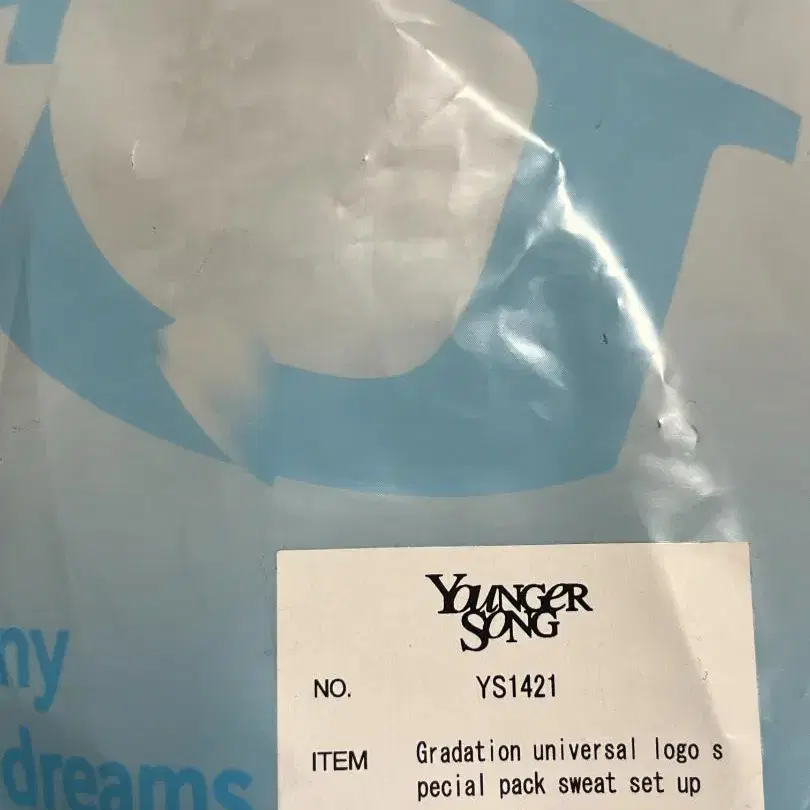 ny
dreams
YOUNGER
SONG
NO. YS1421
ITEM Gradation universal logo s
pecial pack sweat set up